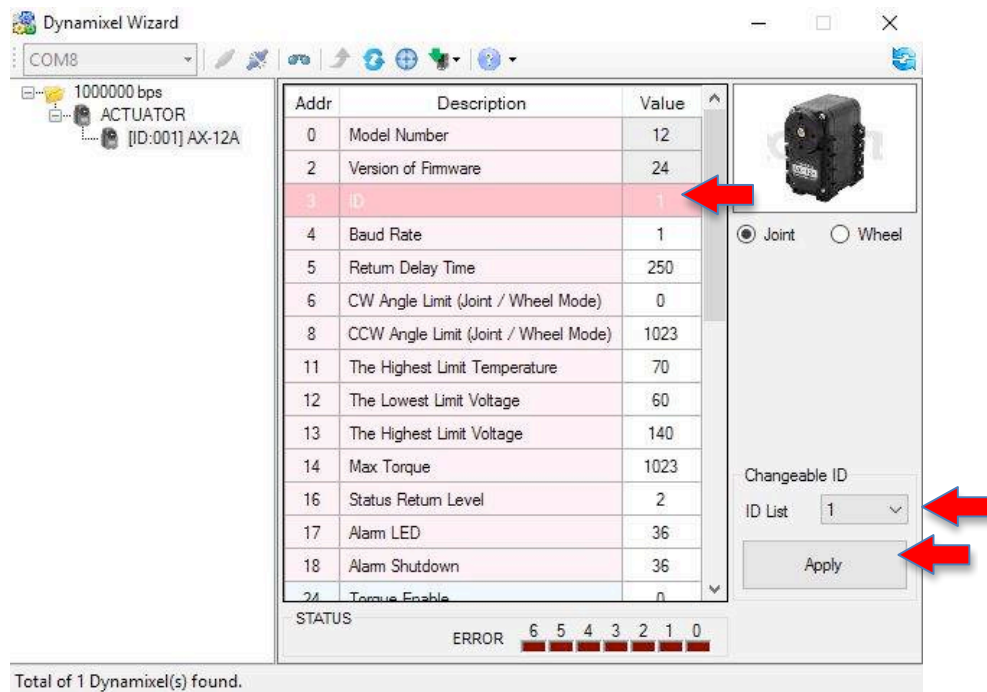 Dynamixel Wizard
COM8
1000000 bps
ACTUATOR
[ID:001] AX-12A
Addr Description Value
0 Model Number 12
2 Version of Firmware 24
3 ID 1
4 Baud Rate 1
5 Return Delay Time 250
6 CW Angle Limit (Joint / Wheel Mode) 0
8 CCW Angle Limit (Joint / Wheel Mode) 1023
11 The Highest Limit Temperature 70
12 The Lowest Limit Voltage 60
13 The Highest Limit Voltage 140
14 Max Torque 1023
16 Status Return Level 2
17 Alarm LED 36
18 Alarm Shutdown 36
24 Torque Enable 0
Joint Wheel
Changeable ID
ID List 1
Apply
STATUS
ERROR 6 5 4 3 2 1 0
Total of 1 Dynamixel(s) found.